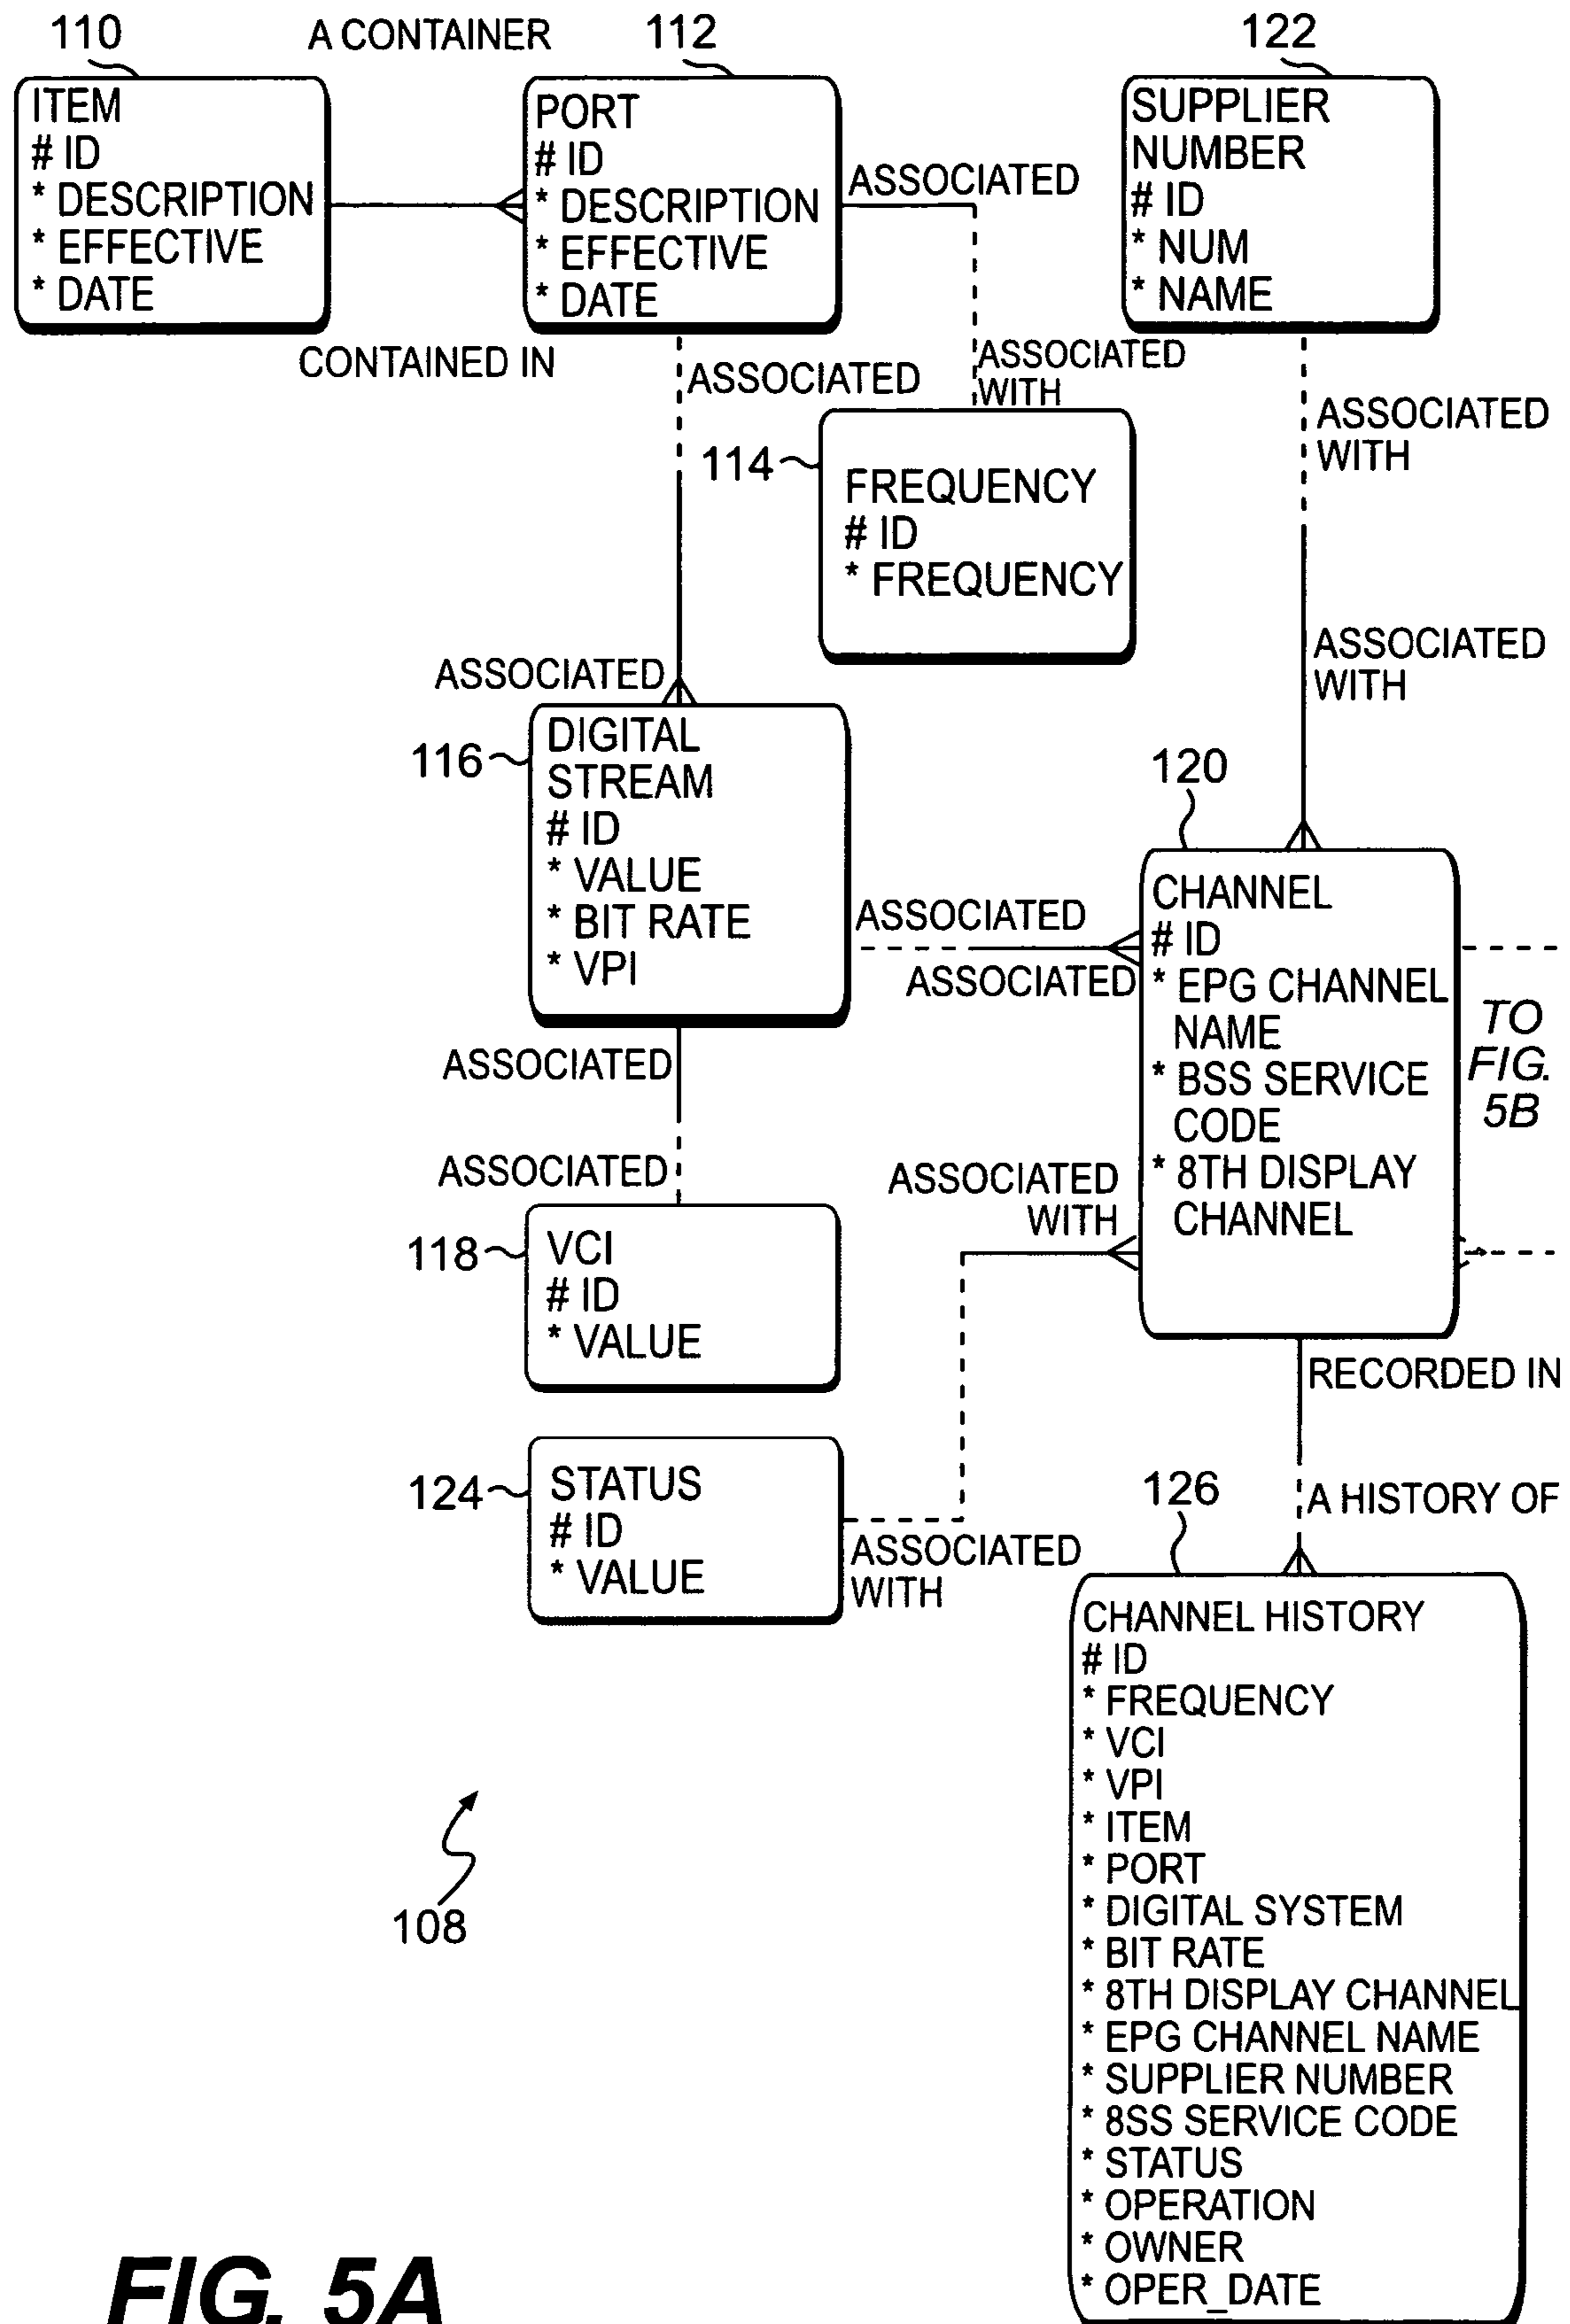 110
A CONTAINER
112
122
ITEM
# ID
* DESCRIPTION
* EFFECTIVE
* DATE
PORT
# ID
* DESCRIPTION
* EFFECTIVE
* DATE
SUPPLIER
NUMBER
# ID
* NUM
* NAME
ASSOCIATED
CONTAINED IN
ASSOCIATED
ASSOCIATED
WITH
ASSOCIATED
WITH
114
FREQUENCY
# ID
* FREQUENCY
ASSOCIATED
WITH
ASSOCIATED
116
DIGITAL
STREAM
# ID
* VALUE
* BIT RATE
* VPI
120
CHANNEL
# ID
* EPG CHANNEL
NAME
* BSS SERVICE
CODE
* 8TH DISPLAY
CHANNEL
ASSOCIATED
ASSOCIATED
TO
FIG.
5B
ASSOCIATED
ASSOCIATED
ASSOCIATED
WITH
118
VCI
# ID
* VALUE
RECORDED IN
124
STATUS
# ID
* VALUE
ASSOCIATED
WITH
126
A HISTORY OF
CHANNEL HISTORY
# ID
* FREQUENCY
* VCI
* VPI
* ITEM
* PORT
* DIGITAL SYSTEM
* BIT RATE
* 8TH DISPLAY CHANNEL
* EPG CHANNEL NAME
* SUPPLIER NUMBER
* 8SS SERVICE CODE
* STATUS
* OPERATION
* OWNER
* OPER_DATE
108
FIG. 5A